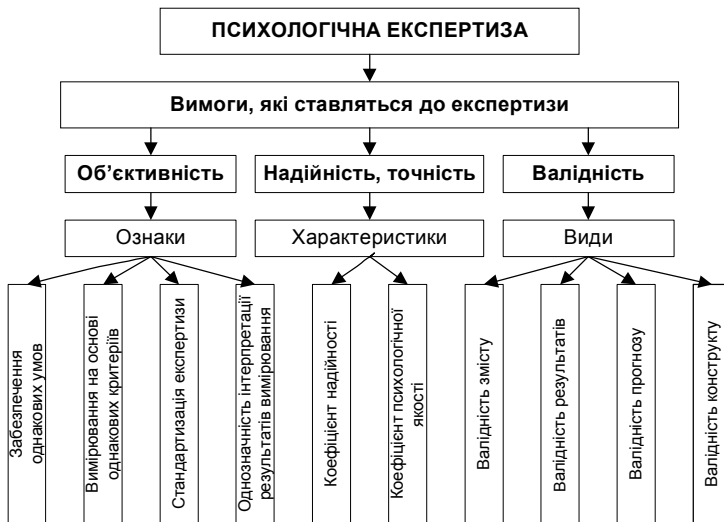 ПСИХОЛОГІЧНА ЕКСПЕРТИЗА
Вимоги, які ставляться до експертизи
Об’єктивність
Надійність, точність
Валідність
Ознаки
Характеристики
Види
Забезпечення
однакових умов
Вимірювання на основі
однакових критеріїв
Стандартизація експертизи
Однозначність інтерпретації
результатів вимірювання
Коефіцієнт надійності
Коефіцієнт психологічної
якості
Валідність змісту
Валідність результатів
Валідність прогнозу
Валідність конструкту